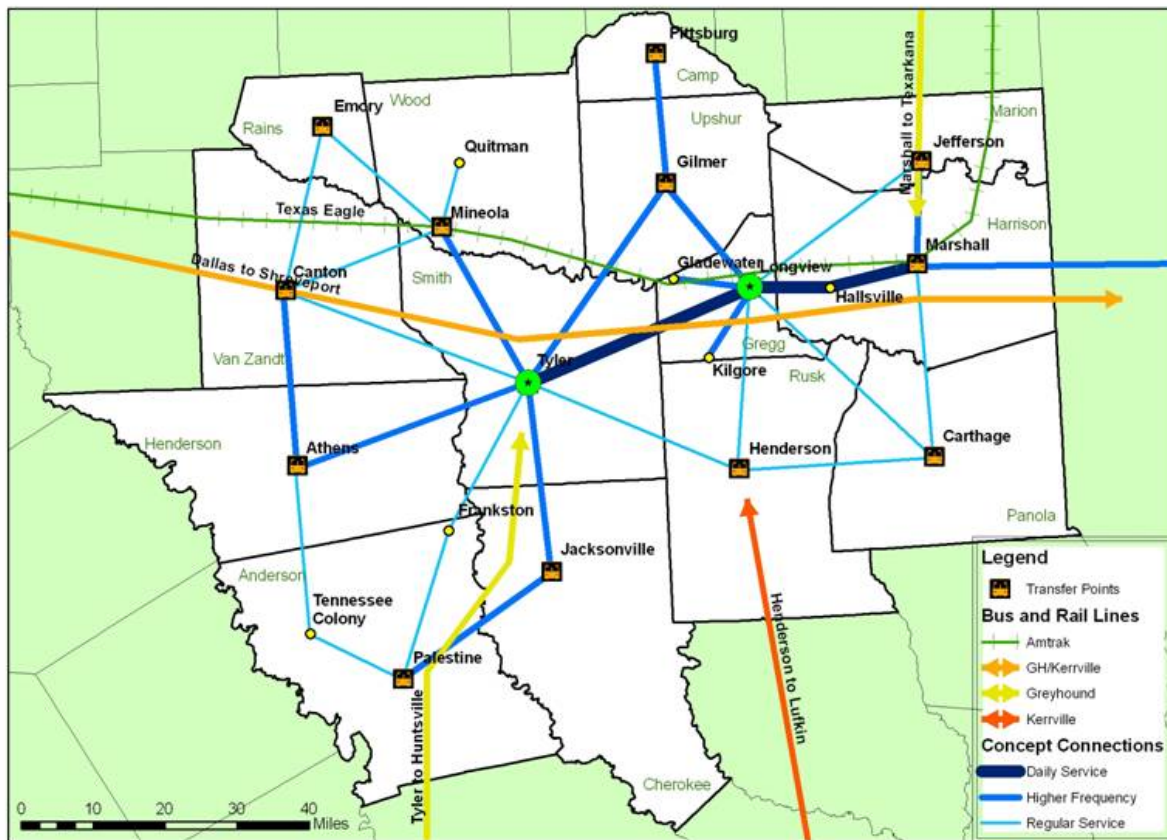 Pittsburg
Camp
Emory
Wood
Rains
Upshur
Marshall to Texarkana
Marion
Jefferson
Quitman
Gilmer
Texas Eagle
Mineola
Harrison
Marshall
Dallas to Shreveport
Canton
Smith
Gladewater
Longview
Hallsville
Van Zandt
Tyler
Gregg
Kilgore
Rusk
Henderson
Athens
Henderson
Carthage
Frankston
Jacksonville
Panola
Anderson
Tennessee
Colony
Palestine
Tyler to Huntsville
Henderson to Lufkin
Cherokee
0 10 20 30 40
Miles
Legend
Transfer Points
Bus and Rail Lines
Amtrak
GH/Kerrville
Greyhound
Kerrville
Concept Connections
Daily Service
Higher Frequency
Regular Service